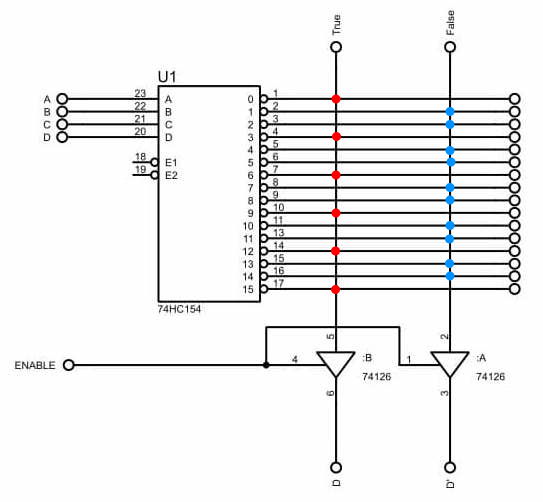 True
False
U1
A 23 A 0 1
B 22 B 1 2
C 21 C 2 3
D 20 D 3 4
4 5
18 E1 5 6
19 E2 6 7
7 8
8 9
9 10
10 11
11 13
12 14
13 15
14 16
15 17
74HC154
5 2
ENABLE 4 :B 1 :A
74126 74126
6 3
D D'